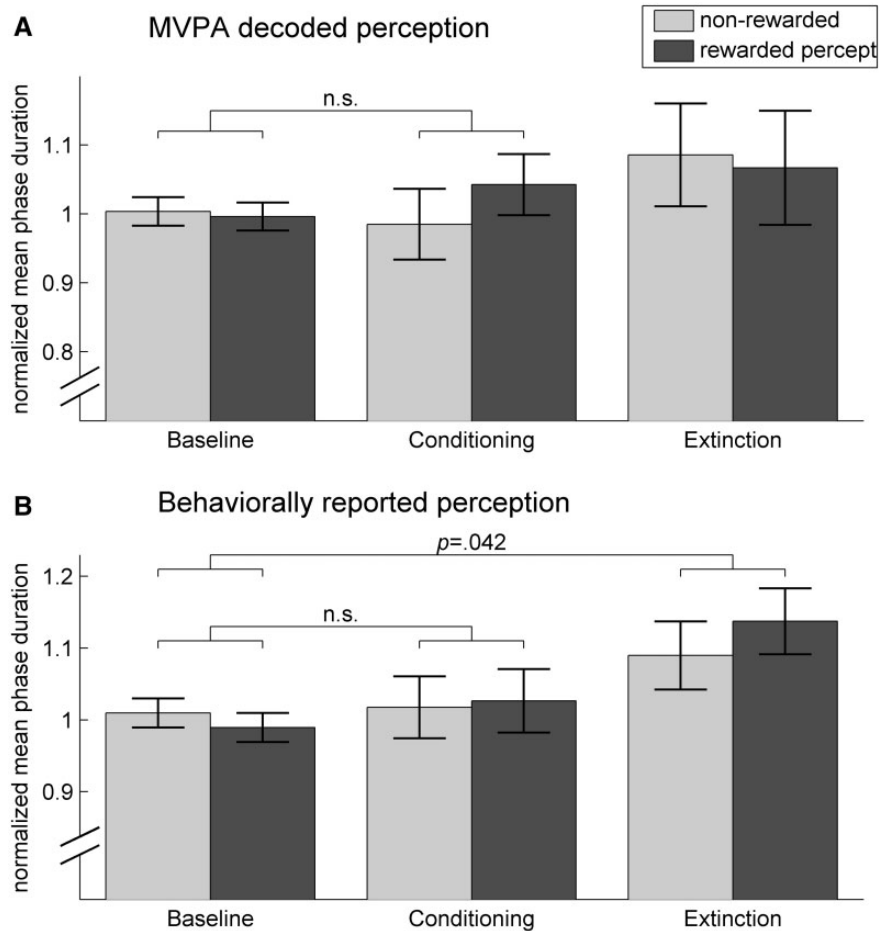 A
MVPA decoded perception
non-rewarded
rewarded percept
n.s.
normalized mean phase duration
1.1
1
0.9
0.8
Baseline
Conditioning
Extinction
B
Behaviorally reported perception
p=.042
n.s.
normalized mean phase duration
1.2
1.1
1
0.9
Baseline
Conditioning
Extinction